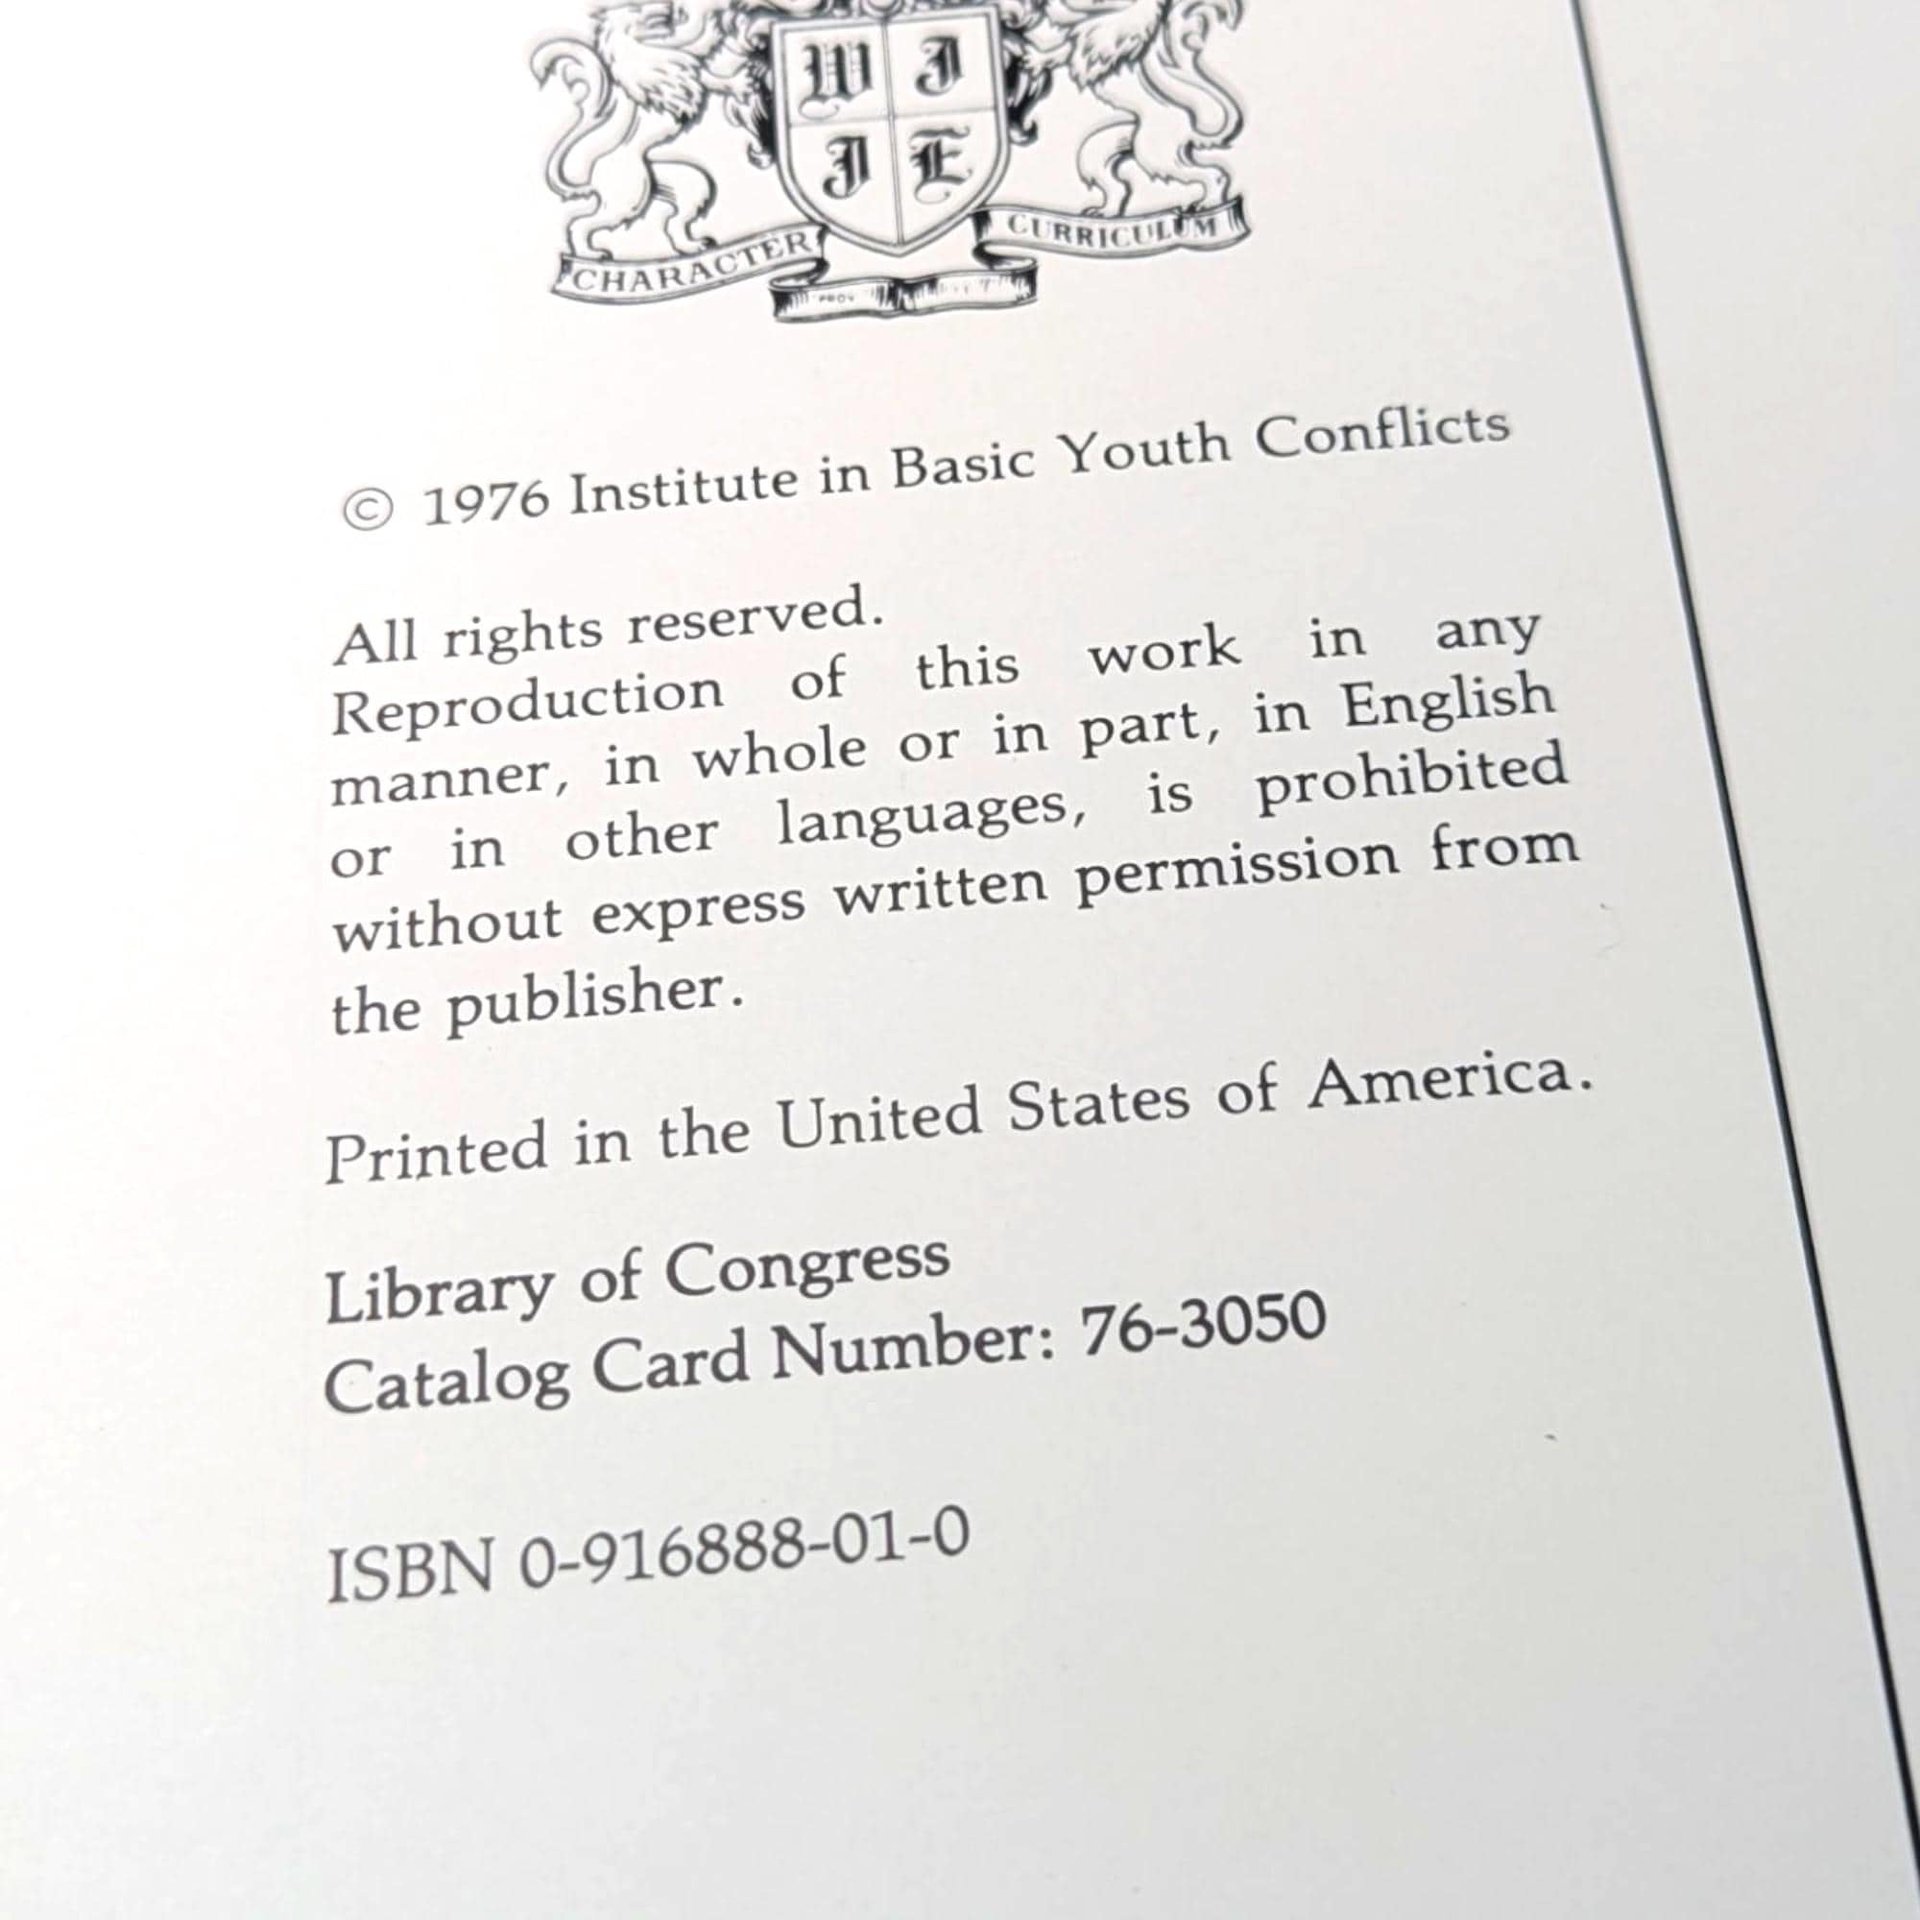 W J
J E
CHARACTER
CURRICULUM
PROV
© 1976 Institute in Basic Youth Conflicts
All rights reserved.
Reproduction of this work in any
manner, in whole or in part, in English
or in other languages, is prohibited
without express written permission from
the publisher.
Printed in the United States of America.
Library of Congress
Catalog Card Number: 76-3050
ISBN 0-916888-01-0